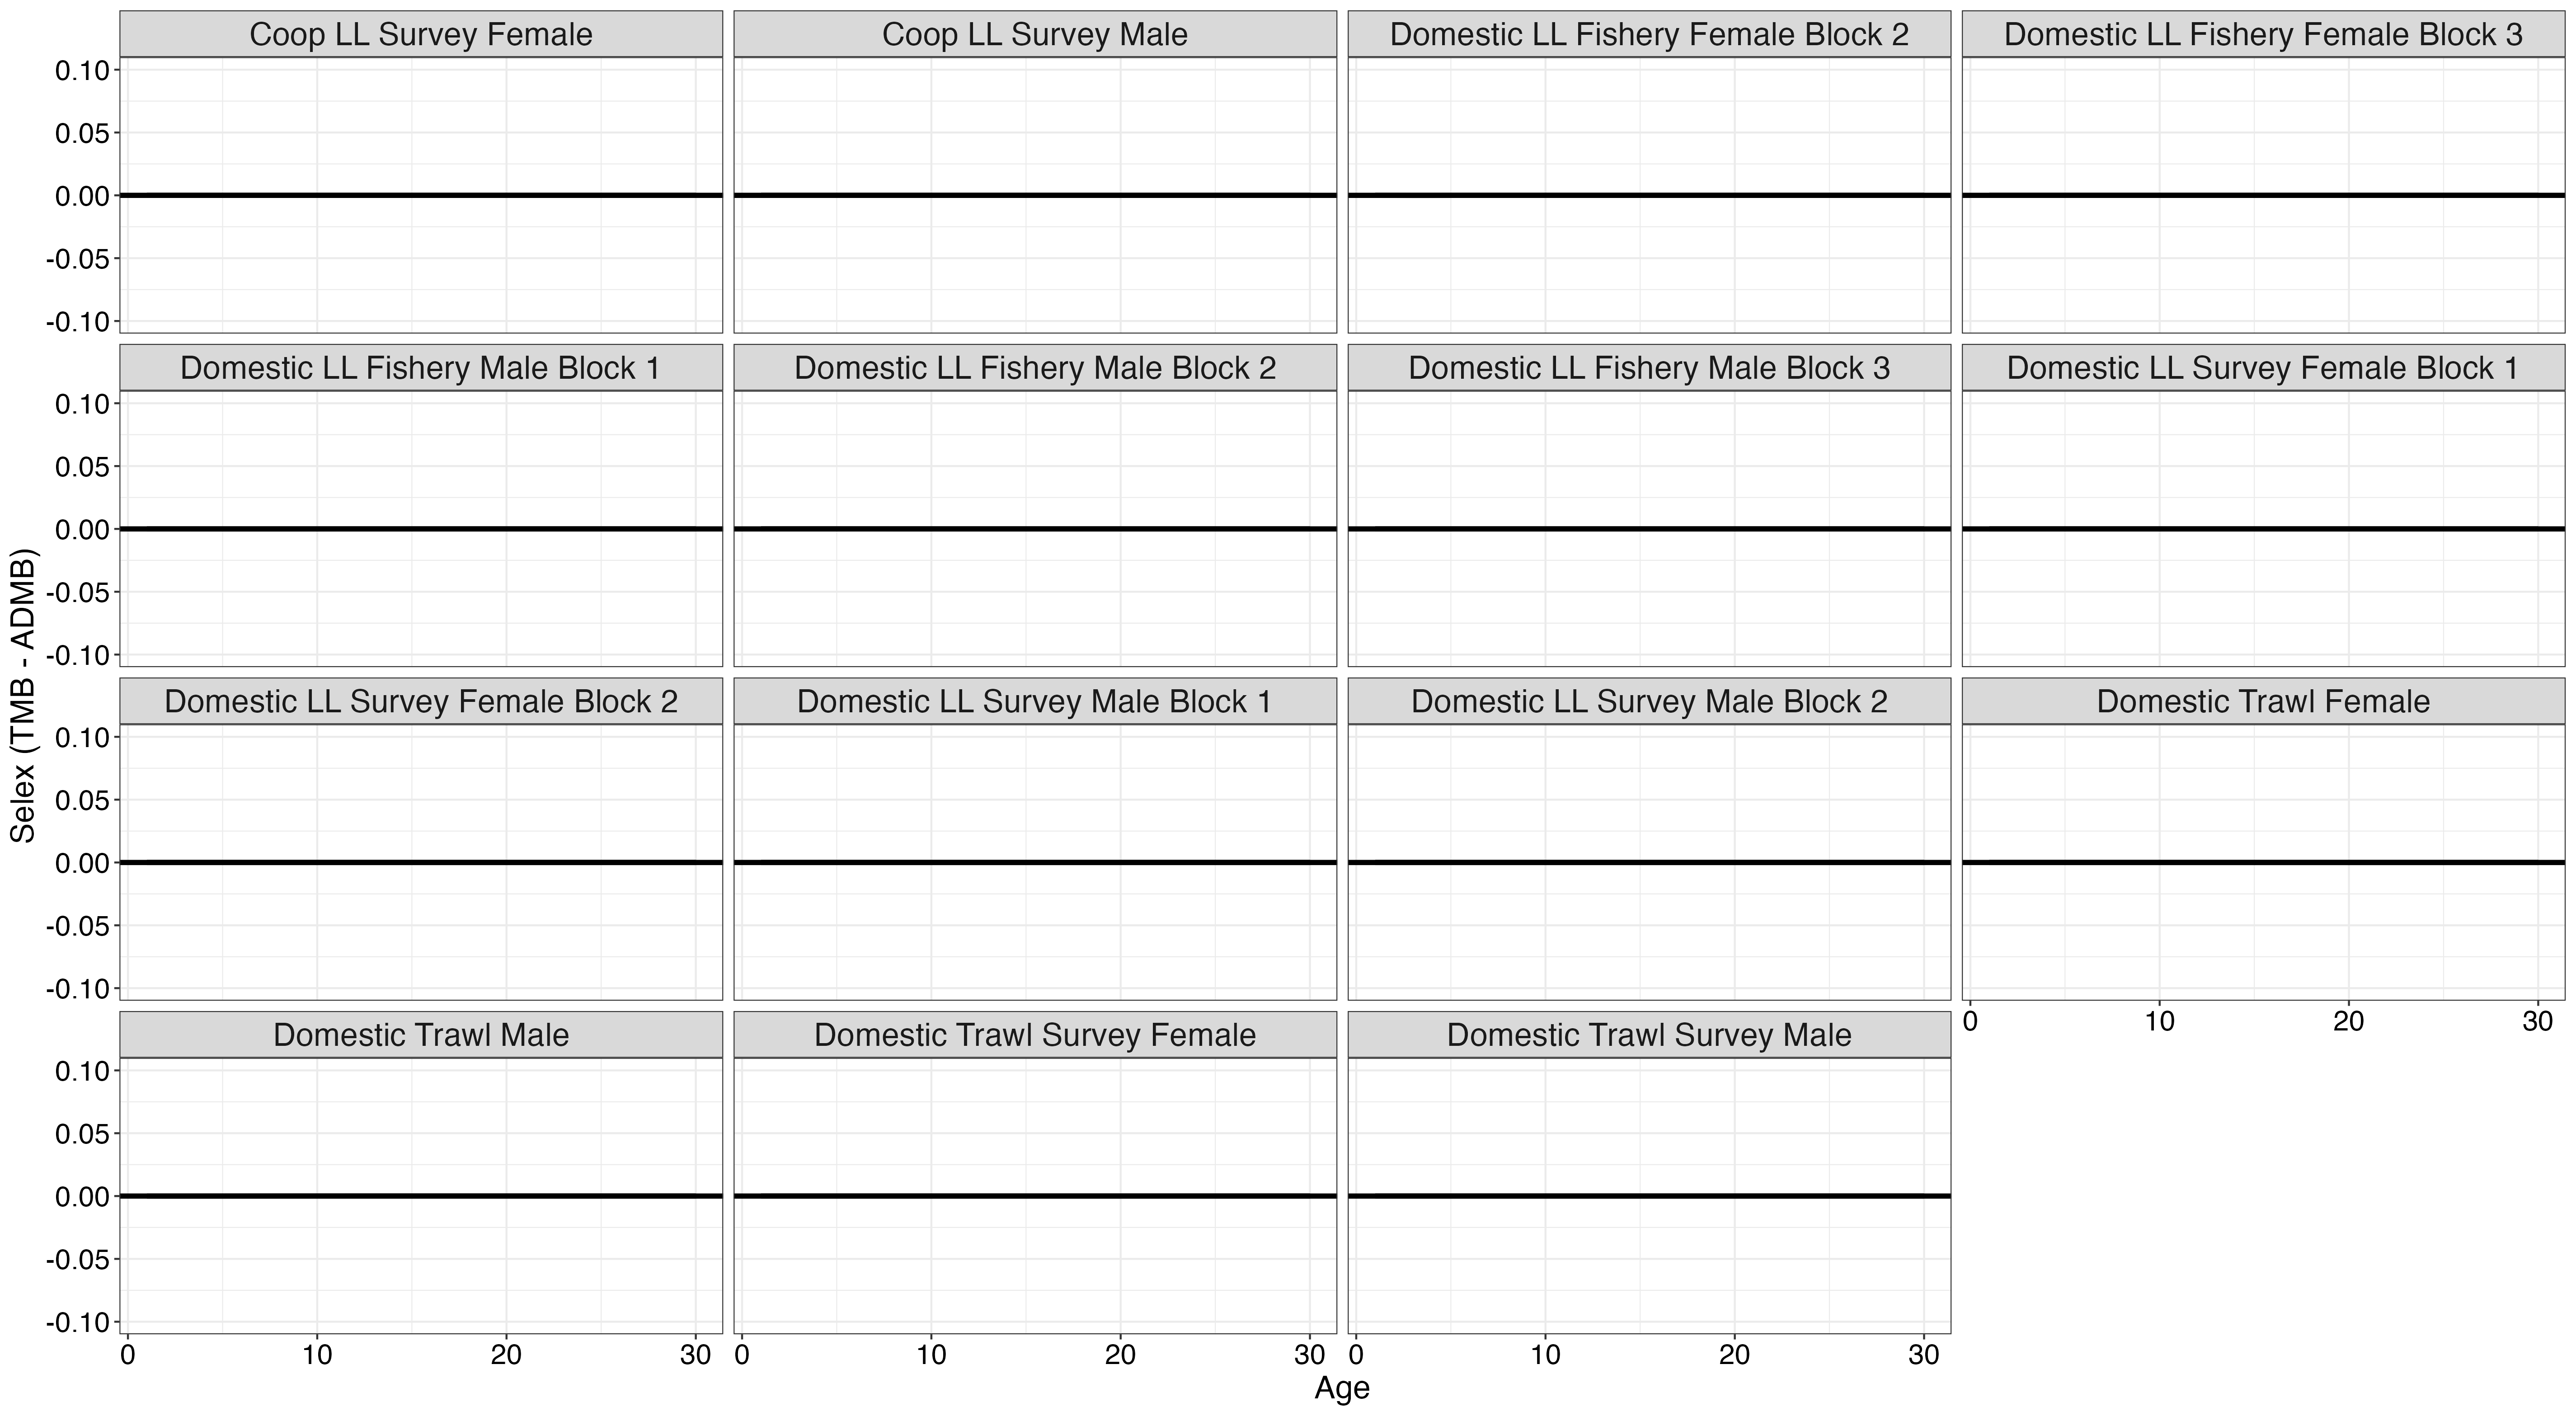 Coop LL Survey Female
Coop LL Survey Male
Domestic LL Fishery Female Block 2
Domestic LL Fishery Female Block 3
0.10
0.05
0.00
-0.05
-0.10
Domestic LL Fishery Male Block 1
Domestic LL Fishery Male Block 2
Domestic LL Fishery Male Block 3
Domestic LL Survey Female Block 1
0.10
0.05
0.00
-0.05
-0.10
Selex (TMB - ADMB)
Domestic LL Survey Female Block 2
Domestic LL Survey Male Block 1
Domestic LL Survey Male Block 2
Domestic Trawl Female
0.10
0.05
0.00
-0.05
-0.10
0 10 20 30
Domestic Trawl Male
Domestic Trawl Survey Female
Domestic Trawl Survey Male
0.10
0.05
0.00
-0.05
-0.10
0 10 20 30
0 10 20 30
0 10 20 30
Age